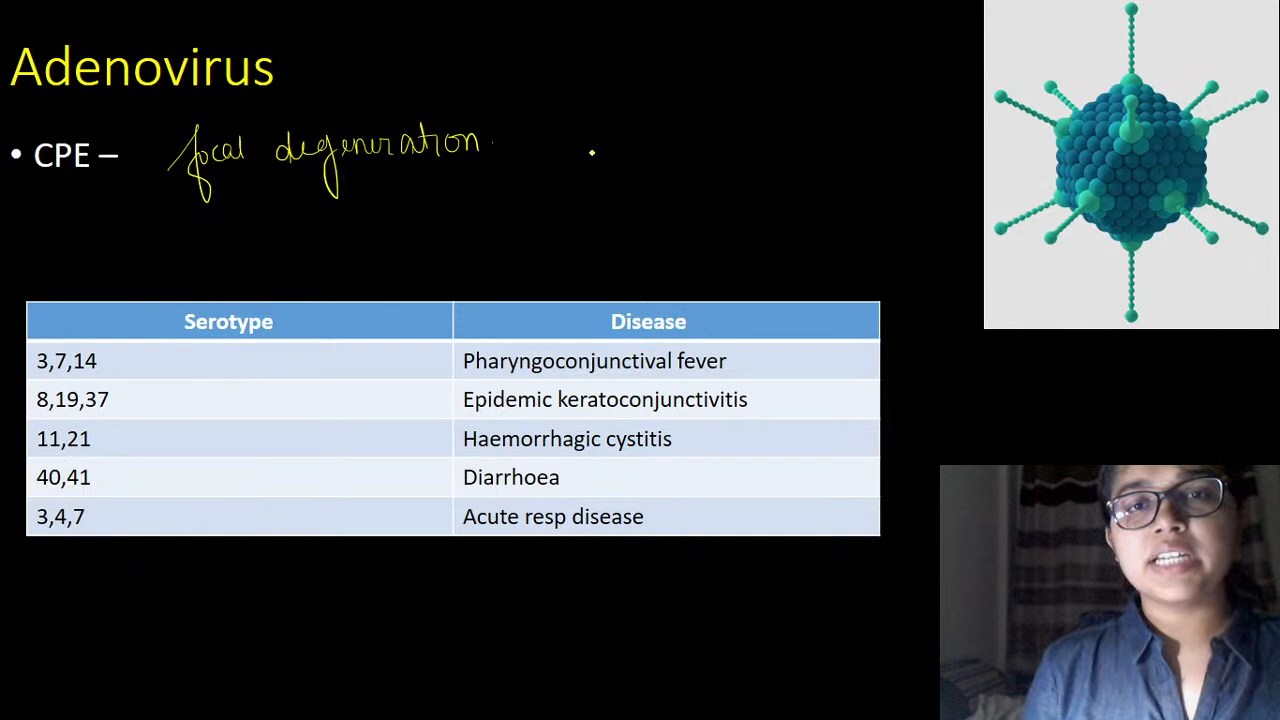 Adenovirus
• CPE – focal degeneration
Serotype Disease
3,7,14 Pharyngoconjunctival fever
8,19,37 Epidemic keratoconjunctivitis
11,21 Haemorrhagic cystitis
40,41 Diarrhoea
3,4,7 Acute resp disease